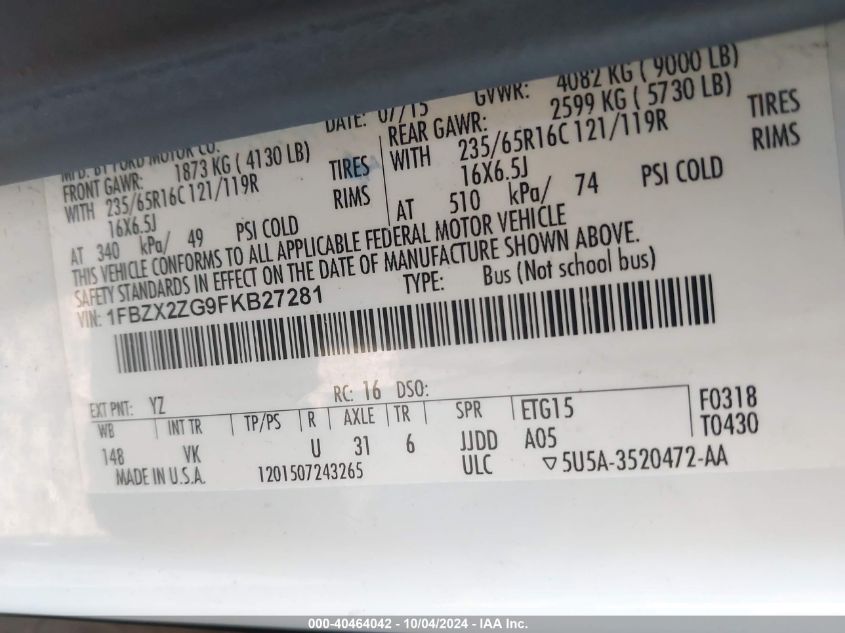 MFD. BY FORD MOTOR CO.
DATE: 07/15 GVWR: 4082 KG ( 9000 LB)
FRONT GAWR: 1873 KG ( 4130 LB)
REAR GAWR: 2599 KG ( 5730 LB)
WITH 235/65R16C 121/119R TIRES
WITH 235/65R16C 121/119R TIRES
16X6.5J RIMS
16X6.5J RIMS
AT 340 kPa/ 49 PSI COLD
AT 510 kPa/ 74 PSI COLD
THIS VEHICLE CONFORMS TO ALL APPLICABLE FEDERAL MOTOR VEHICLE
SAFETY STANDARDS IN EFFECT ON THE DATE OF MANUFACTURE SHOWN ABOVE.
VIN: 1FBZX2ZG9FKB27281 TYPE: Bus (Not school bus)
EXT PNT: YZ RC: 16 DSO:
WB INT TR TP/PS R AXLE TR SPR ETG15 F0318
148 VK U 31 6 JJDD A05 T0430
MADE IN U.S.A. 1201507243265 ULC ▽5U5A-3520472-AA
000-40464042 - 10/04/2024 - IAA Inc.